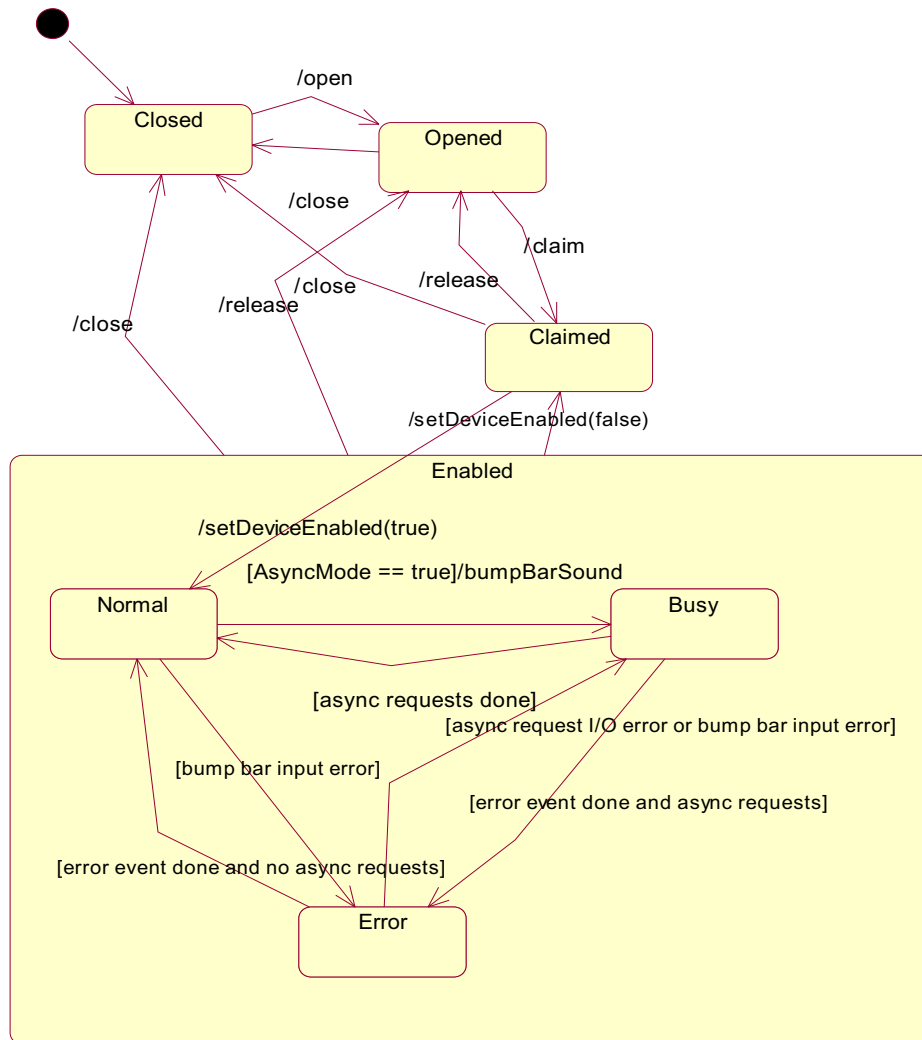 /open
Closed
Opened
/close
/claim
/close
/release
/release
/close
Claimed
/setDeviceEnabled(false)
Enabled
/setDeviceEnabled(true)
[AsyncMode == true]/bumpBarSound
Normal
Busy
[async requests done]
[async request I/O error or bump bar input error]
[bump bar input error]
[error event done and async requests]
[error event done and no async requests]
Error